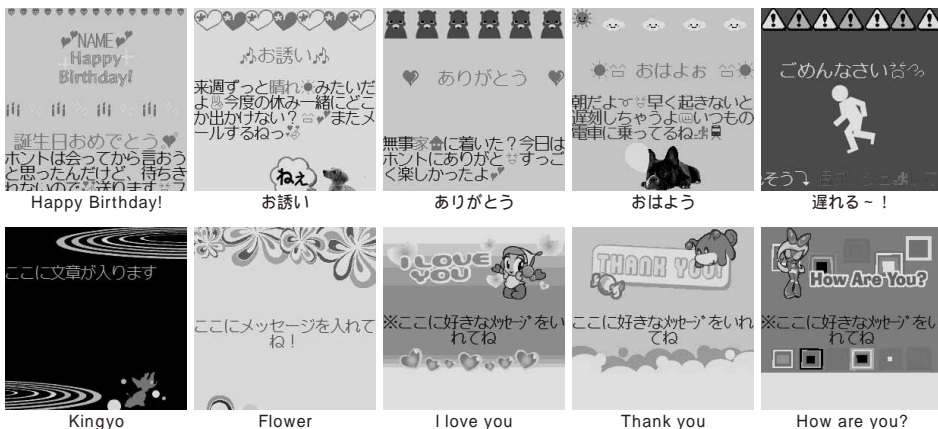 NAME
Happy
Birthday!
誕生日おめでとう
ホントは会ってから言おう
と思ったんだけど、待ちき
れないので送ります
Happy Birthday!
お誘い
来週ずっと晴れみたいだ
よ今度の休み一緒にどこ
か出かけない?またメ
ールするねっ
ねぇ
お誘い
ありがとう
無事家に着いた?今日は
ホントにありがとすっご
く楽しかったよ
ありがとう
おはよぉ
朝だよ早く起きないと
遅刻しちゃうよいつもの
電車に乗ってるね
おはよう
ごめんなさい
遅れる~!
ここに文章が入ります
Kingyo
ここにメッセージを入れて
ね!
Flower
I LOVE
YOU
※ここに好きなメッセージをい
れてね
I love you
THANK YOU!
ここに好きなメッセージをいれ
てね
Thank you
How Are You?
※ここに好きなメッセージをい
れてね
How are you?